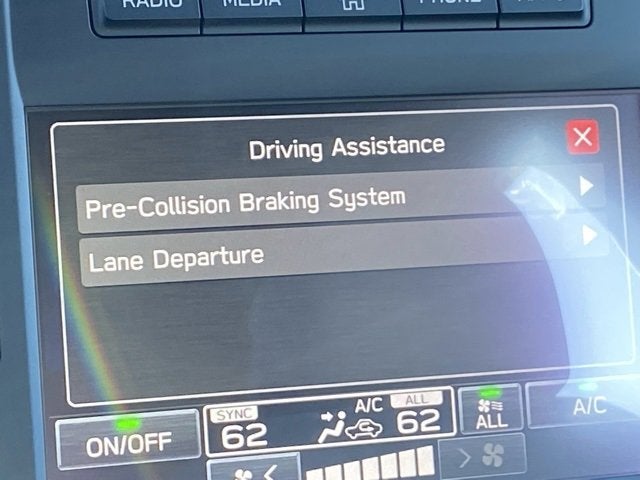 RADIO MEDIA PHONE
Driving Assistance
Pre-Collision Braking System
Lane Departure
ON/OFF
SYNC
62
A/C
ALL
62
ALL
A/C